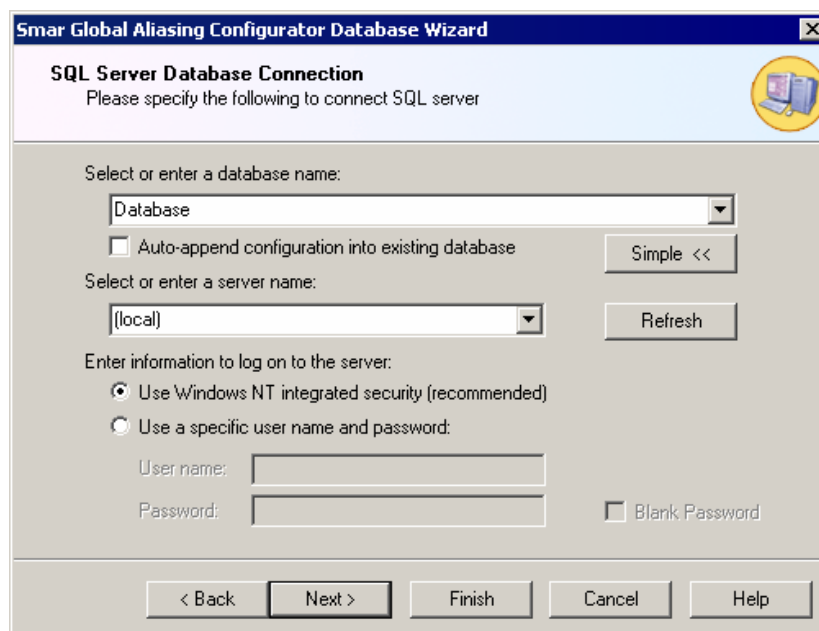 Smar Global Aliasing Configurator Database Wizard
SQL Server Database Connection
Please specify the following to connect SQL server
Select or enter a database name:
Database
Auto-append configuration into existing database
Simple <<
Select or enter a server name:
(local)
Refresh
Enter information to log on to the server:
Use Windows NT integrated security (recommended)
Use a specific user name and password:
User name:
Password:
Blank Password
< Back
Next >
Finish
Cancel
Help